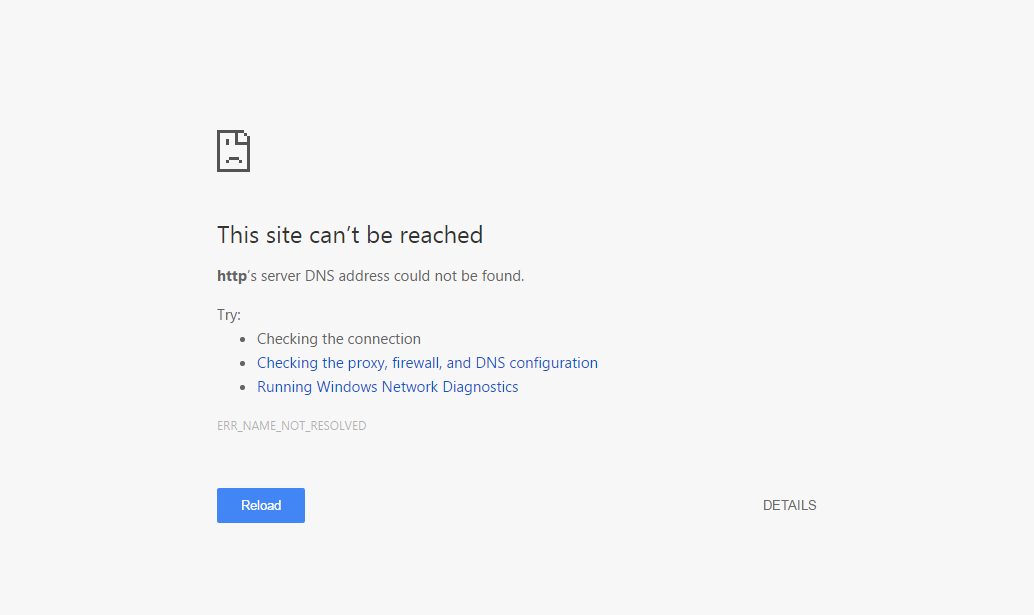 This site can’t be reached
http’s server DNS address could not be found.
Try:
Checking the connection
Checking the proxy, firewall, and DNS configuration
Running Windows Network Diagnostics
ERR_NAME_NOT_RESOLVED
Reload
DETAILS